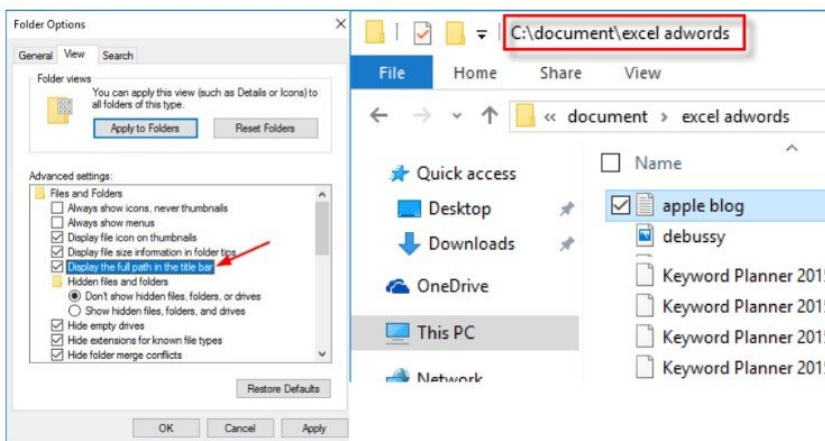 Folder Options
General View Search
Folder views
You can apply this view (such as Details or Icons) to
all folders of this type.
Apply to Folders Reset Folders
Advanced settings:
Files and Folders
Always show icons, never thumbnails
Always show menus
Display file icon on thumbnails
Display file size information in folder tips
Display the full path in the title bar
Hidden files and folders
Don't show hidden files, folders, or drives
Show hidden files, folders, and drives
Hide empty drives
Hide extensions for known file types
Hide folder merge conflicts
Restore Defaults
OK Cancel Apply
C:\document\excel adwords
File Home Share View
« document > excel adwords
Quick access
Desktop
Downloads
OneDrive
This PC
Network
Name
apple blog
debussy
Keyword Planner 201
Keyword Planner 201
Keyword Planner 201
Keyword Planner 201